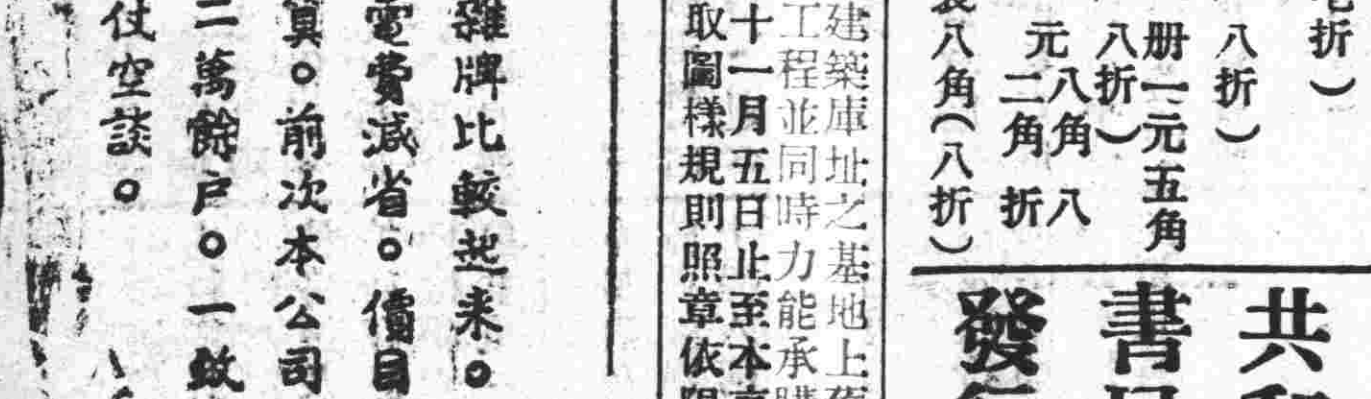 折）
八折）
册一元五角
八折）
八角八
元二角折
八角（八折）
共
書
發
建築庫址之基地上
工程並同時力能承
十一月五日止至本
取圖樣規則照章依
雜牌比較起来。
電費減省。價目
算。前次本公司
二萬餘户。一致
仗空談。